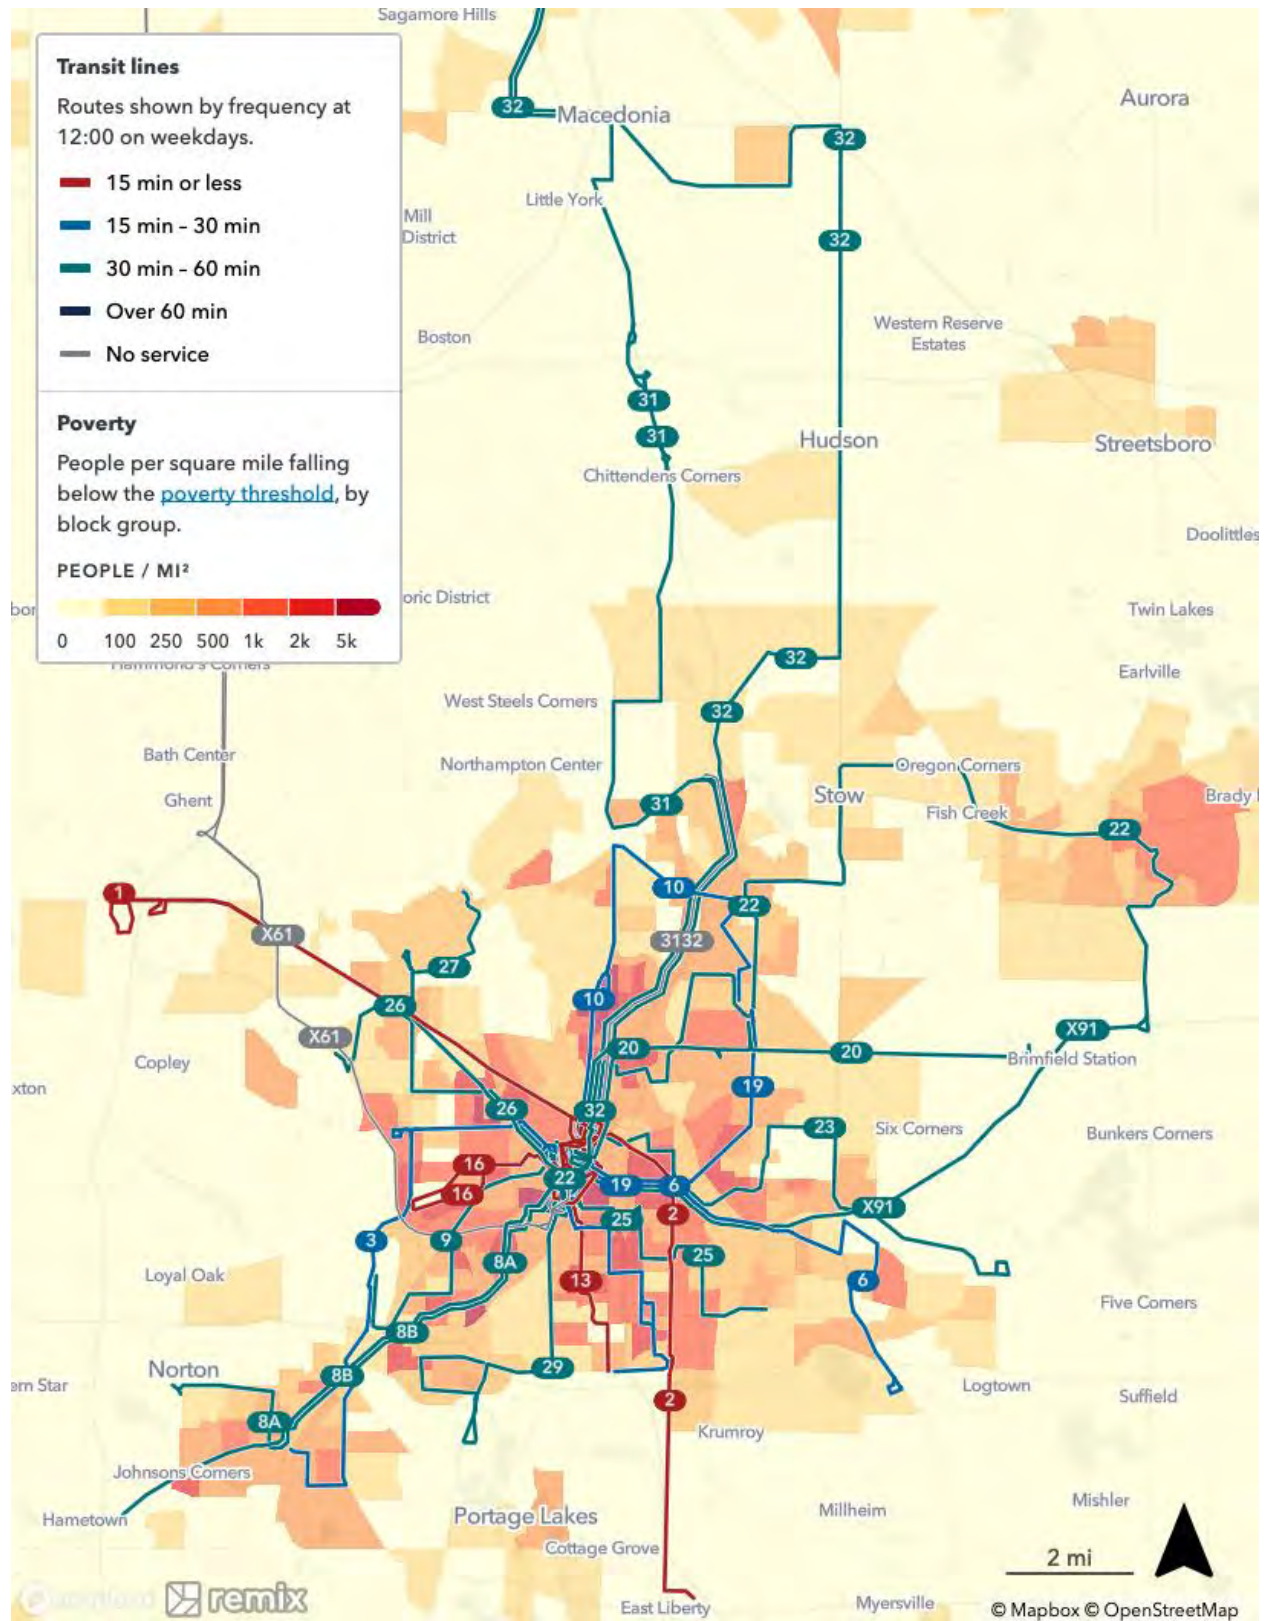 Sagamore Hills
Transit lines
Routes shown by frequency at
12:00 on weekdays.
15 min or less
15 min – 30 min
30 min – 60 min
Over 60 min
No service
Poverty
People per square mile falling
below the poverty threshold, by
block group.
PEOPLE / MI²
0 100 250 500 1k 2k 5k
32
Macedonia
Aurora
32
Little York
Mill
District
32
Western Reserve
Estates
Boston
31
31
Hudson
Streetsboro
Chittendens Corners
Doolittles
oric District
Twin Lakes
Hammond's Corners
32
Earlville
West Steels Corners
32
Bath Center
Northampton Center
Oregon Corners
Ghent
31
Stow
Brady
Fish Creek
22
1
10
22
X61
3132
27
26
10
X61
X91
20
20
Copley
Brimfield Station
xton
19
26
32
23
Six Corners
Bunkers Corners
16
22
19
6
16
2
X91
25
3
9
8A
25
Loyal Oak
13
6
Five Corners
8B
Norton
29
8B
ern Star
Logtown
Suffield
2
8A
Krumroy
Johnsons Corners
Hametown
Portage Lakes
Millheim
Mishler
Cottage Grove
2 mi
remix
East Liberty
Myersville
© Mapbox © OpenStreetMap